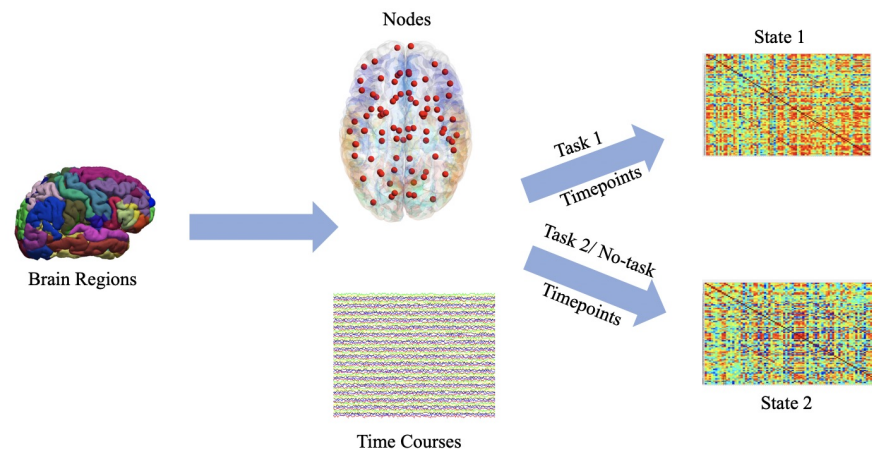 Nodes
State 1
Task 1
Timepoints
Brain Regions
Task 2/ No-task
Timepoints
State 2
Time Courses